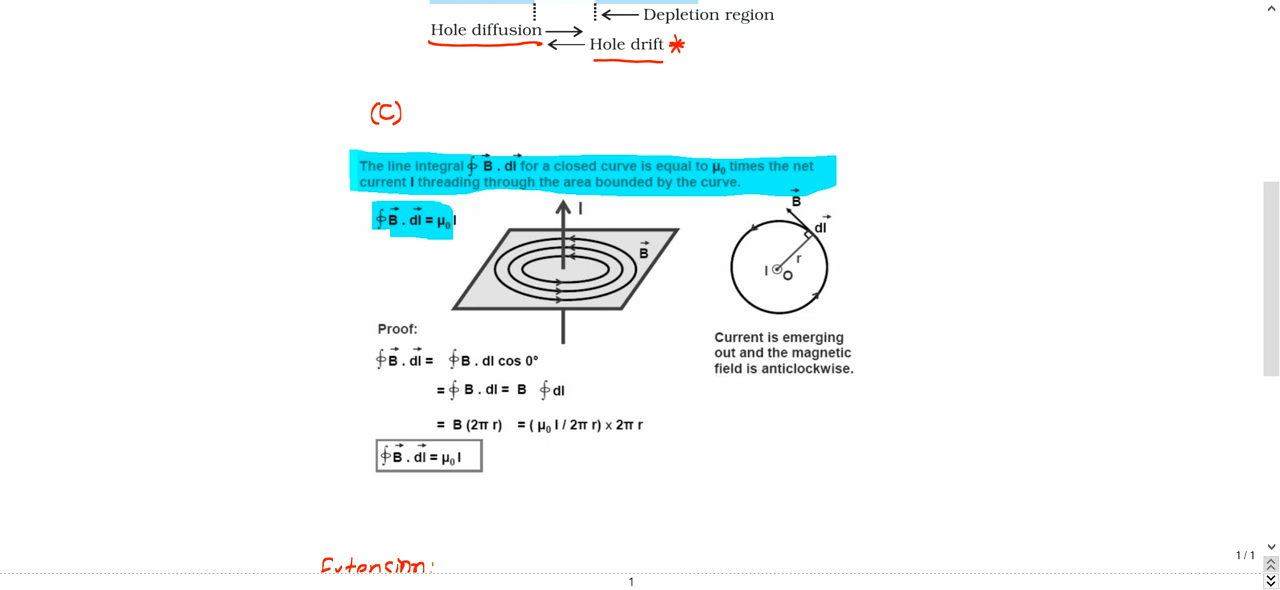 Depletion region
Hole diffusion
Hole drift *
(C)
The line integral ∮ B⃗ . dl⃗ for a closed curve is equal to μ₀ times the net
current I threading through the area bounded by the curve.
∮ B⃗ . dl⃗ = μ₀ I
I
B⃗
B⃗
dl⃗
r
I O
Proof:
∮ B⃗ . dl⃗ = ∮ B . dl cos 0°
= ∮ B . dl = B ∮ dl
= B (2π r) = ( μ₀ I / 2π r) x 2π r
∮ B⃗ . dl⃗ = μ₀ I
Current is emerging
out and the magnetic
field is anticlockwise.
Extension:
1 / 1
1